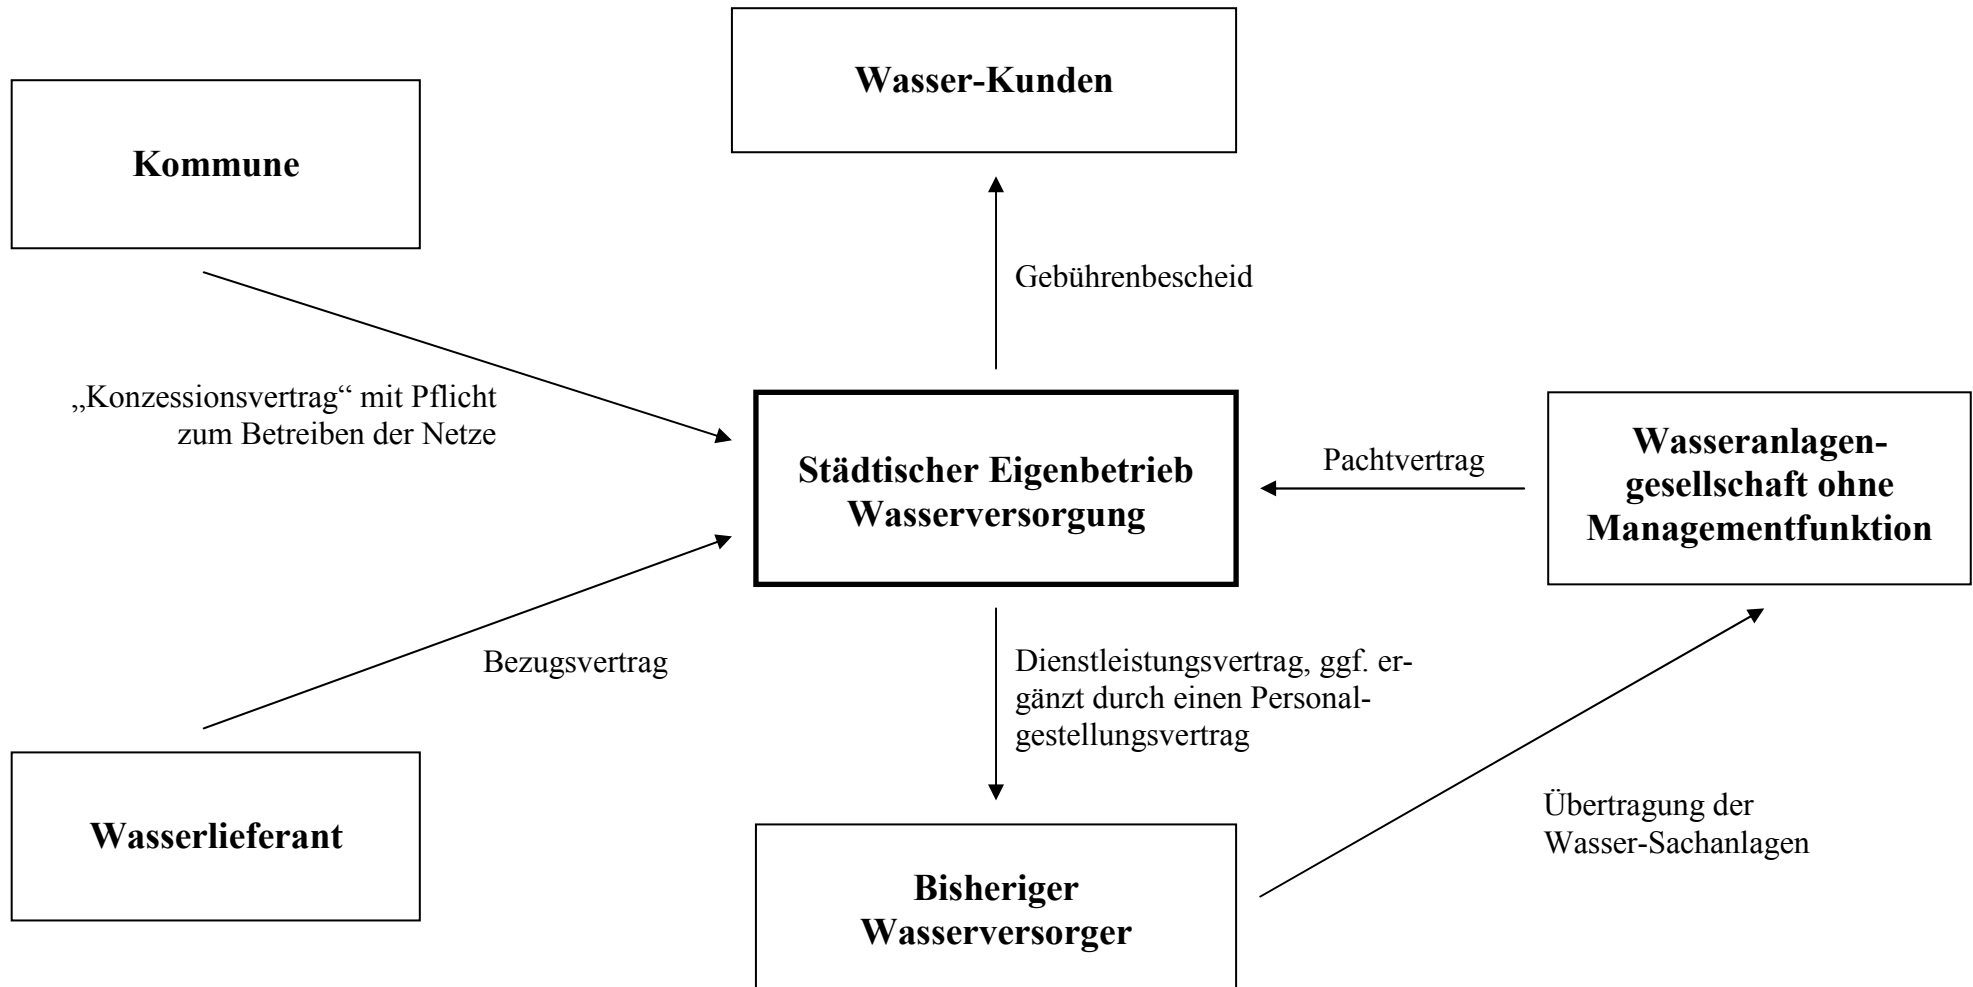 Wasser-Kunden
Kommune
Gebührenbescheid
„Konzessionsvertrag“ mit Pflicht
zum Betreiben der Netze
Städtischer Eigenbetrieb
Wasserversorgung
Pachtvertrag
Wasseranlagen-
gesellschaft ohne
Managementfunktion
Bezugsvertrag
Dienstleistungsvertrag, ggf. er-
gänzt durch einen Personal-
gestellungsvertrag
Wasserlieferant
Übertragung der
Wasser-Sachanlagen
Bisheriger
Wasserversorger